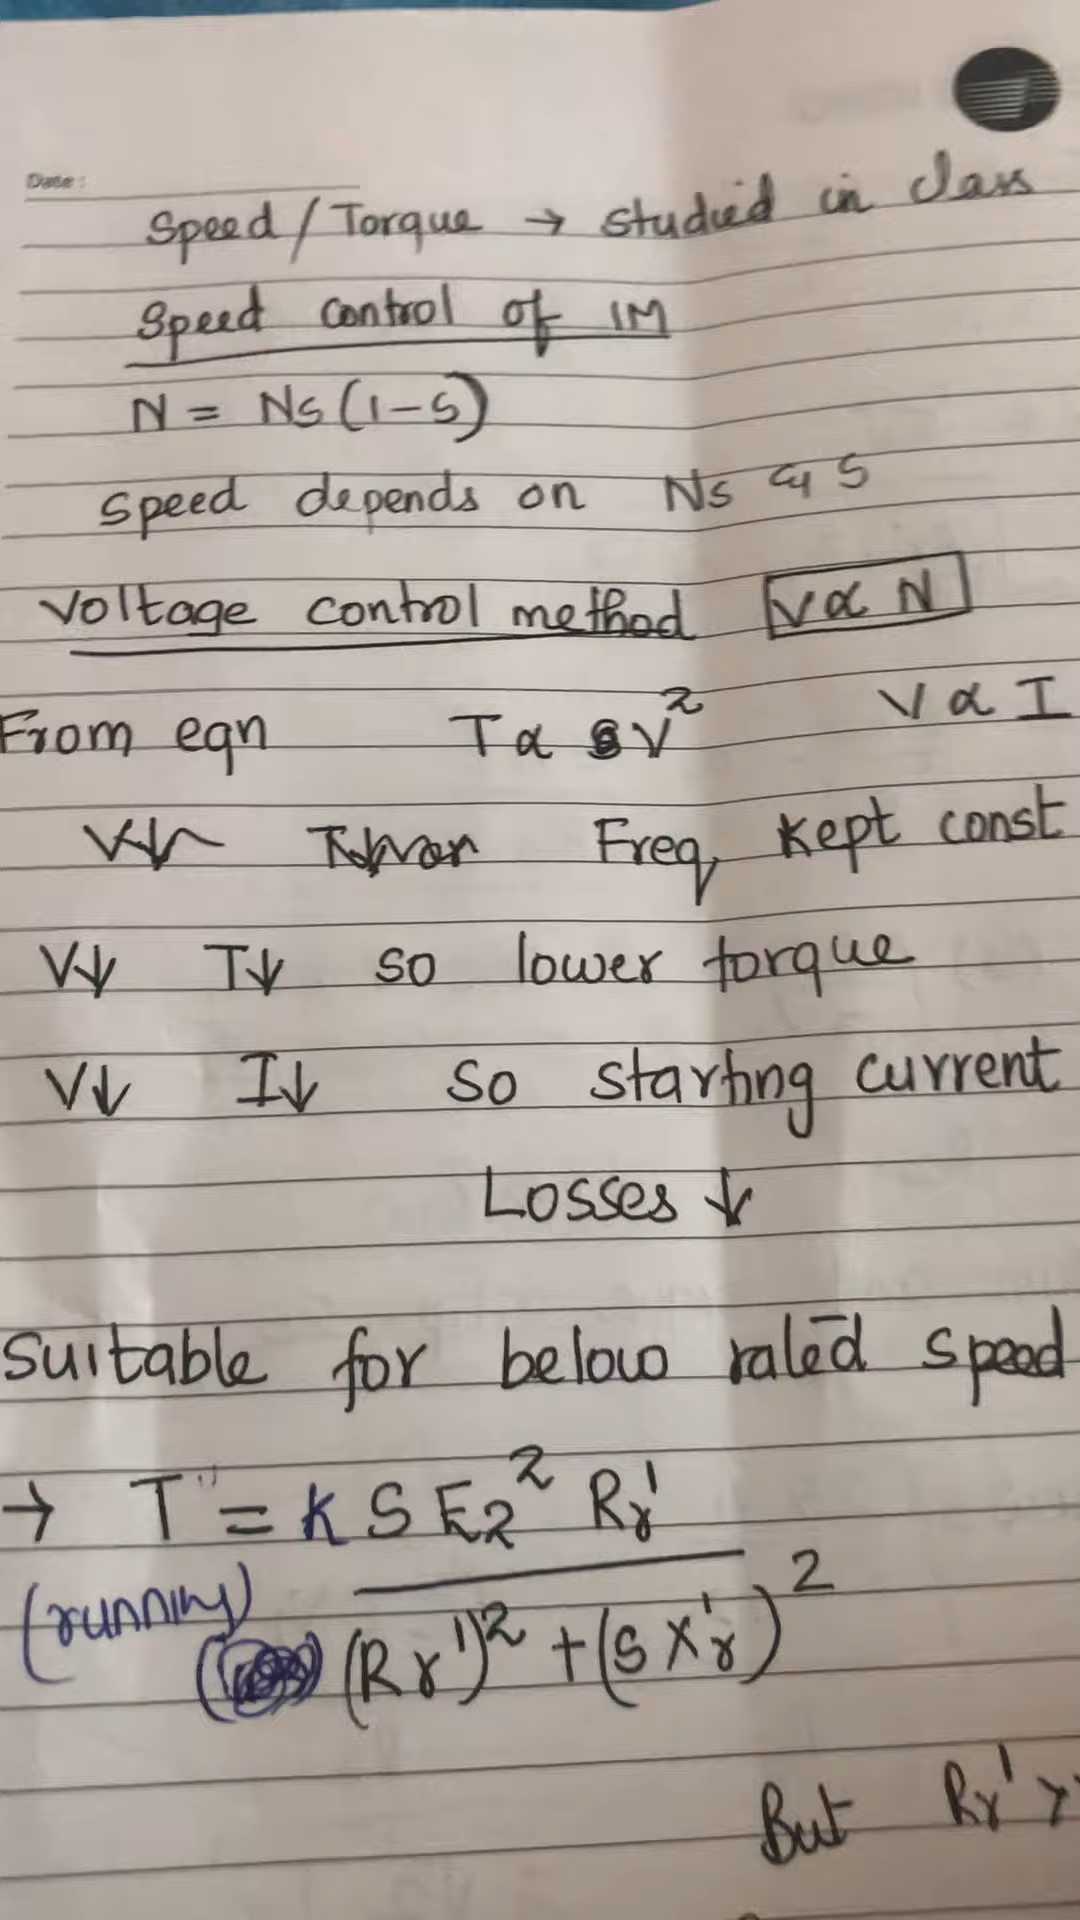 Date:
Speed/Torque → studied in class
Speed control of IM
N = Ns(1-s)
Speed depends on Ns & S
Voltage control method V∝N
From eqn T∝ sV² V∝I
Freq. kept const
V↓ T↓ so lower torque
V↓ I↓ so starting current
Losses ↓
Suitable for below rated speed
→ T = K S E₂² Rr'
(running) (Rr')² + (S X'r)²
But Rr' >